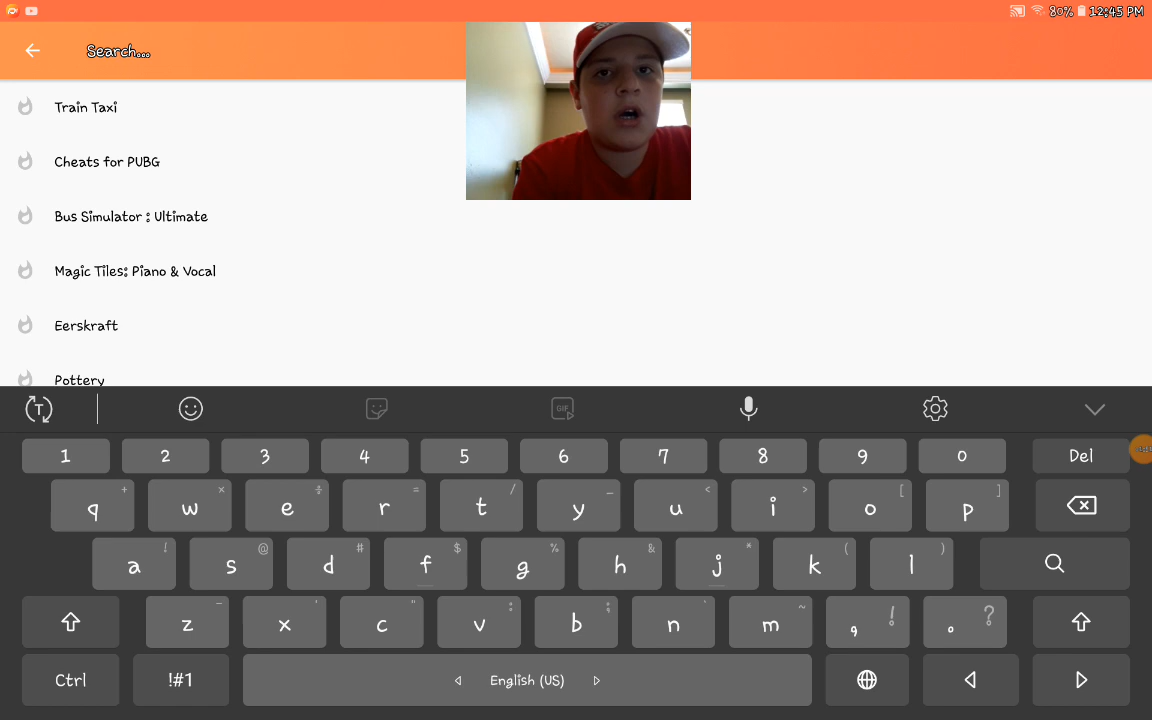 80% 12:45 PM
Search...
Train Taxi
Cheats for PUBG
Bus Simulator : Ultimate
Magic Tiles: Piano & Vocal
Eerskraft
Pottery
T GIF
1 2 3 4 5 6 7 8 9 0 Del
+ × ÷ = / _ < > [ ]
q w e r t y u i o p
! @ # $ % & * ( )
a s d f g h j k l
- ' " : ; ' ~ ! ?
z x c v b n m , .
Ctrl !#1 English (US)